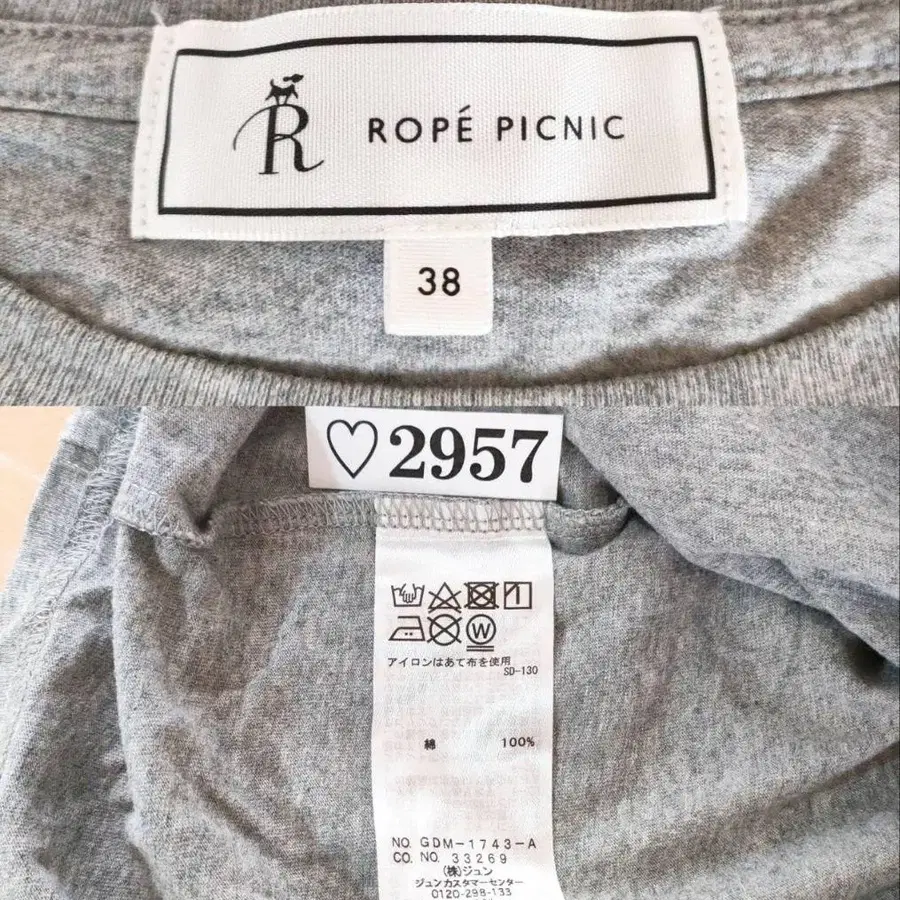 R ROPÉ PICNIC
38
♡2957
アイロンはあて布を使用
SD-130
綿 100%
NO. GDM-1743-A
CO. NO. 33269
(株)ジュン
ジュンカスタマーセンター
0120-298-133